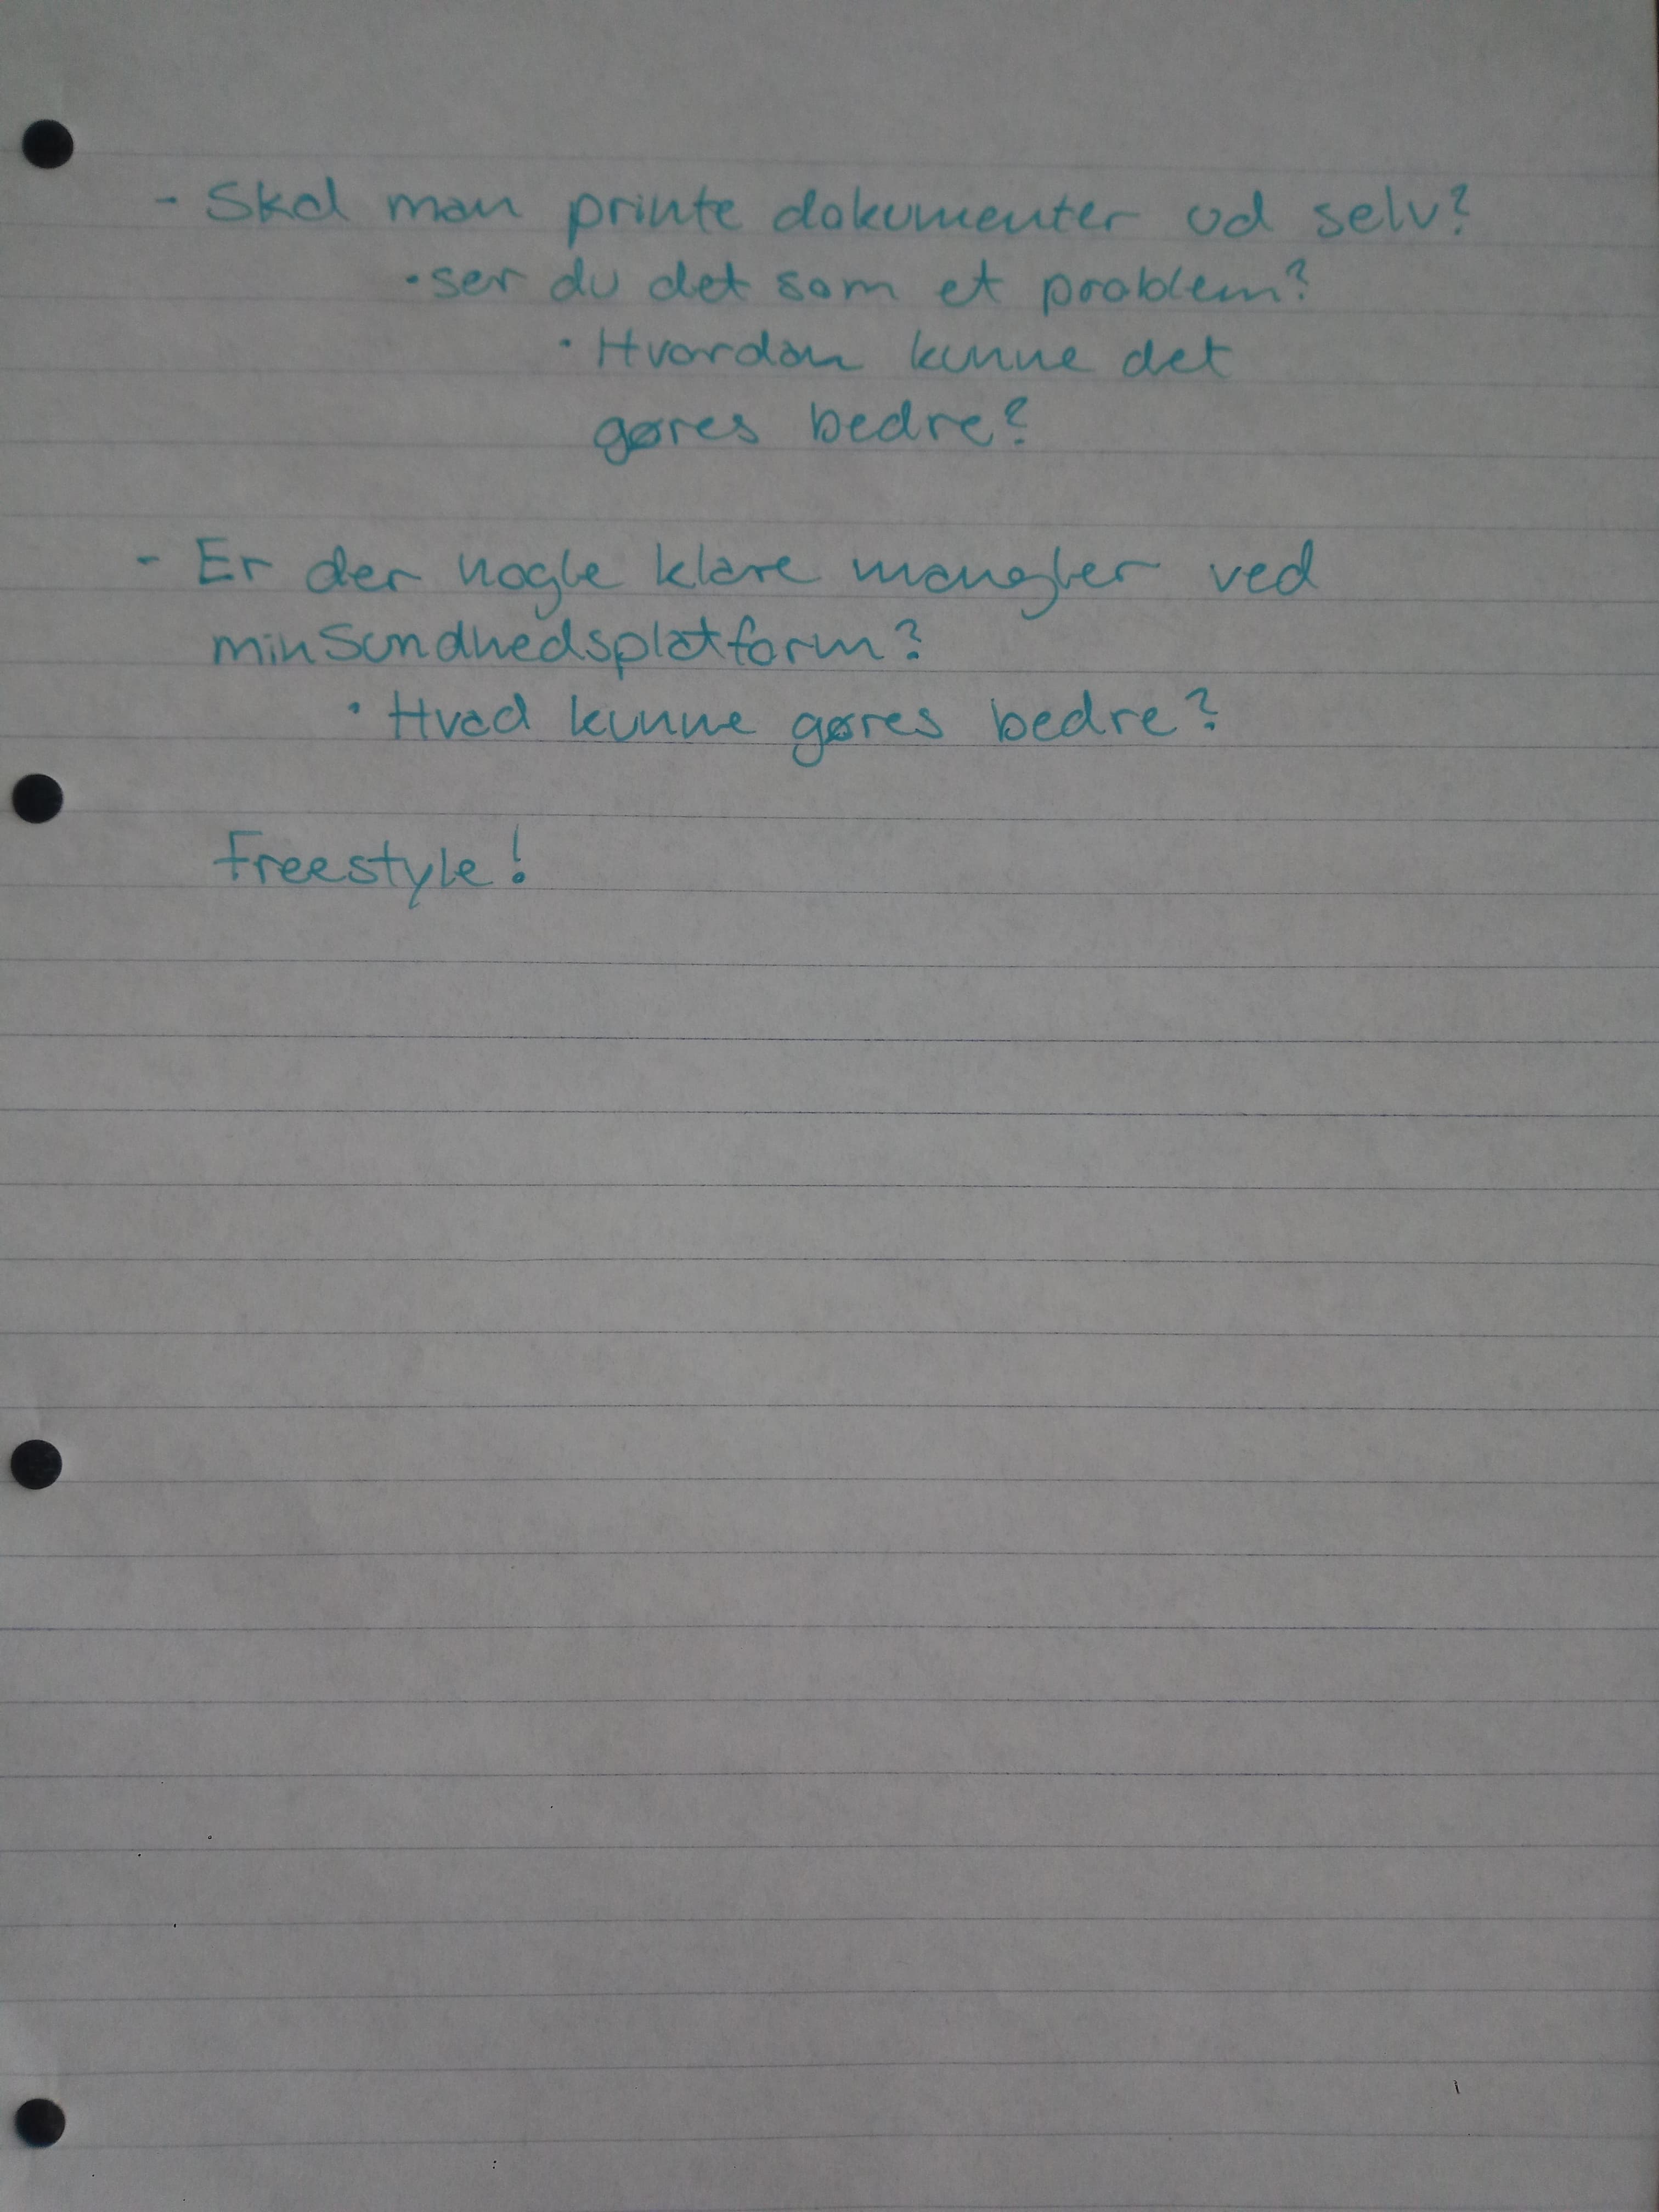 - Skal man printe dokumenter ud selv?
• ser du det som et problem?
• Hvordan kunne det
gøres bedre?
- Er der nogle klare mangler ved
minSundhedsplatform?
• Hvad kunne gøres bedre?
Freestyle!